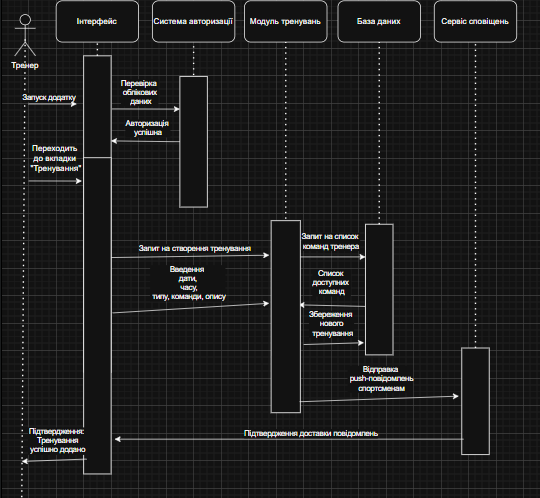 Інтерфейс
Система авторизації
Модуль тренувань
База даних
Сервіс сповіщень
Тренер
Запуск додатку
Перевірка
облікових
даних
Авторизація
успішна
Переходить
до вкладки
"Тренування"
Запит на створення тренування
Запит на список
команд тренера
Введення
дати,
часу,
типу, команди, опису
Список
доступних
команд
Збереження
нового
тренування
Відправка
push-повідомлень
спортсменам
Підтвердження доставки повідомлень
Підтвердження:
Тренування
успішно додано